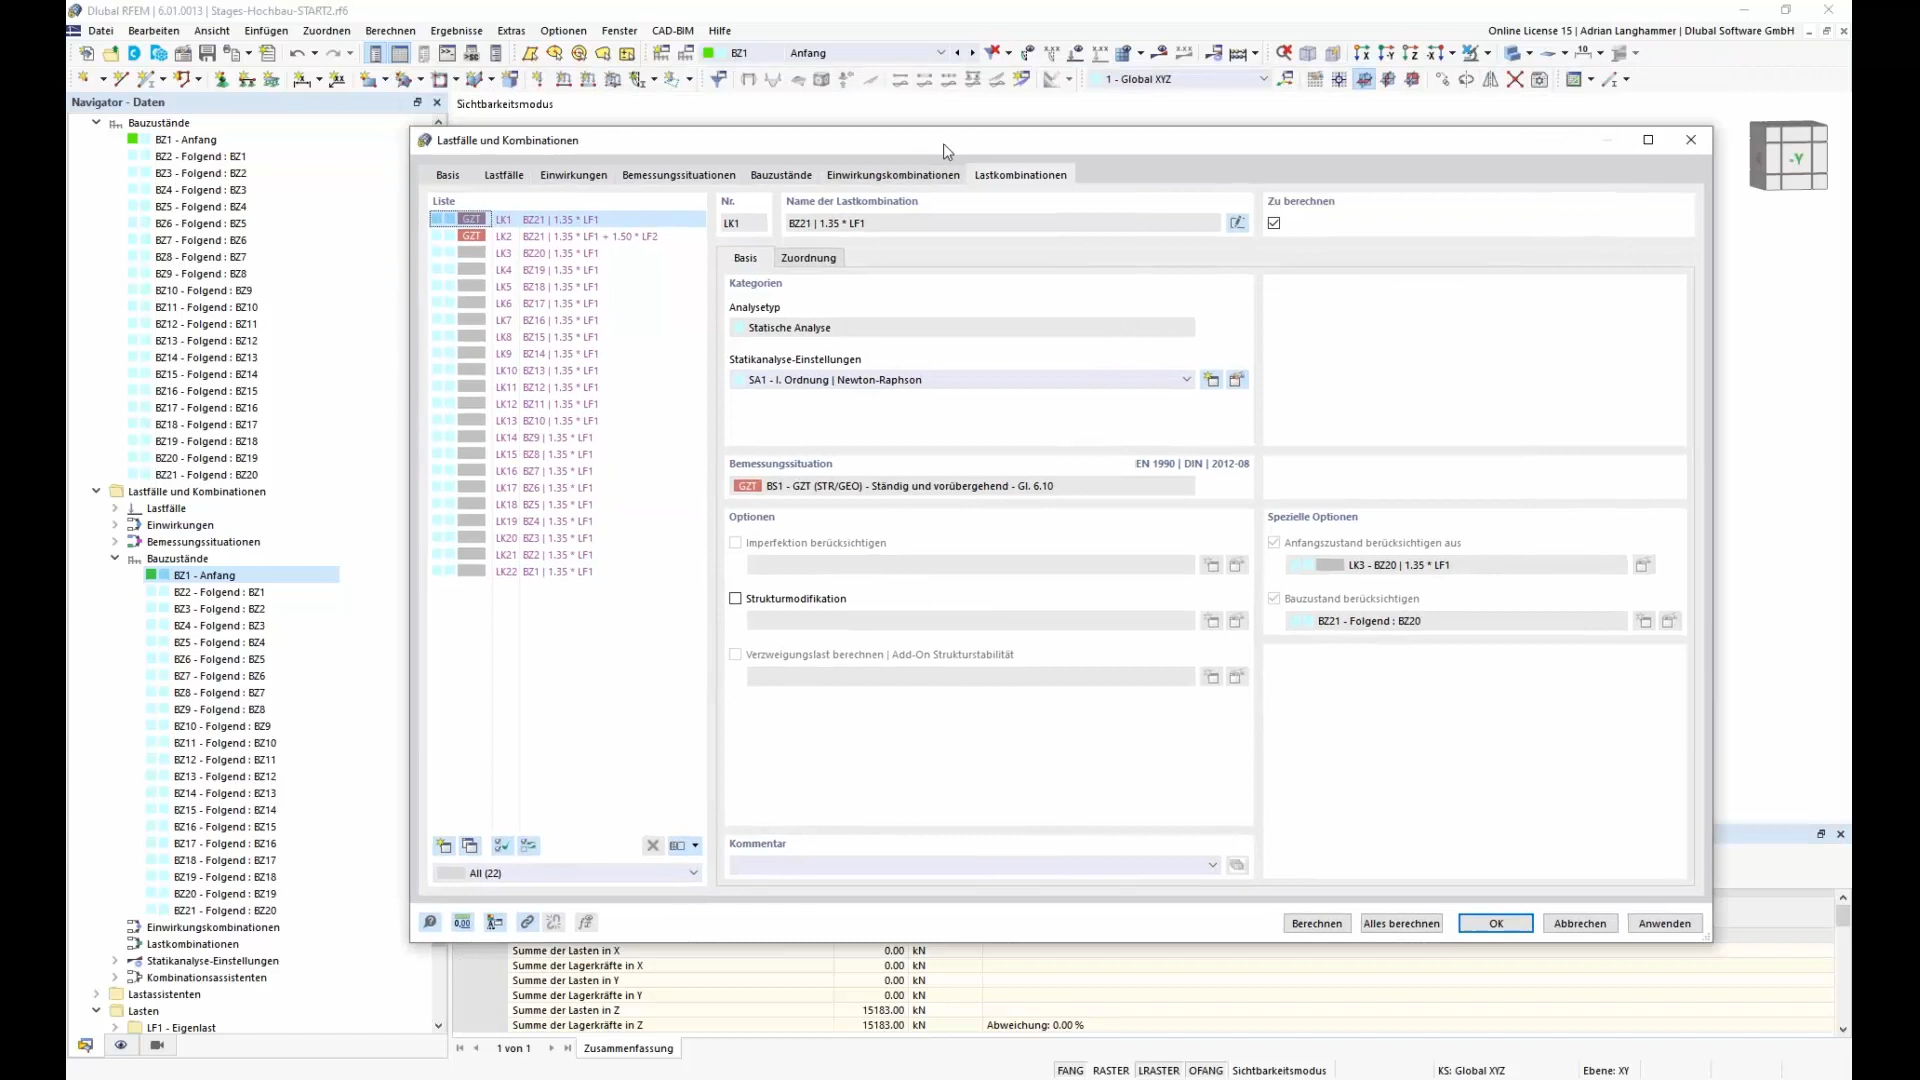 Dlubal RFEM | 6.01.0013 | Stages-Hochbau-START2.rf6
Datei Bearbeiten Ansicht Einfügen Zuordnen Berechnen Ergebnisse Extras Optionen Fenster CAD-BIM Hilfe
Online License 15 | Adrian Langhammer | Dlubal Software GmbH
BZ1 Anfang
1 - Global XYZ
Navigator - Daten
Sichtbarkeitsmodus
Bauzustände
BZ1 - Anfang
BZ2 - Folgend : BZ1
BZ3 - Folgend : BZ2
BZ4 - Folgend : BZ3
BZ5 - Folgend : BZ4
BZ6 - Folgend : BZ5
BZ7 - Folgend : BZ6
BZ8 - Folgend : BZ7
BZ9 - Folgend : BZ8
BZ10 - Folgend : BZ9
BZ11 - Folgend : BZ10
BZ12 - Folgend : BZ11
BZ13 - Folgend : BZ12
BZ14 - Folgend : BZ13
BZ15 - Folgend : BZ14
BZ16 - Folgend : BZ15
BZ17 - Folgend : BZ16
BZ18 - Folgend : BZ17
BZ19 - Folgend : BZ18
BZ20 - Folgend : BZ19
BZ21 - Folgend : BZ20
Lastfälle und Kombinationen
Lastfälle
Einwirkungen
Bemessungssituationen
Bauzustände
BZ1 - Anfang
BZ2 - Folgend : BZ1
BZ3 - Folgend : BZ2
BZ4 - Folgend : BZ3
BZ5 - Folgend : BZ4
BZ6 - Folgend : BZ5
BZ7 - Folgend : BZ6
BZ8 - Folgend : BZ7
BZ9 - Folgend : BZ8
BZ10 - Folgend : BZ9
BZ11 - Folgend : BZ10
BZ12 - Folgend : BZ11
BZ13 - Folgend : BZ12
BZ14 - Folgend : BZ13
BZ15 - Folgend : BZ14
BZ16 - Folgend : BZ15
BZ17 - Folgend : BZ16
BZ18 - Folgend : BZ17
BZ19 - Folgend : BZ18
BZ20 - Folgend : BZ19
BZ21 - Folgend : BZ20
Einwirkungskombinationen
Lastkombinationen
Statikanalyse-Einstellungen
Kombinationsassistenten
Lastassistenten
Lasten
LF1 - Eigenlast
Lastfälle und Kombinationen
Basis Lastfälle Einwirkungen Bemessungssituationen Bauzustände Einwirkungskombinationen Lastkombinationen
Liste
GZT LK1 BZ21 | 1.35 * LF1
GZT LK2 BZ21 | 1.35 * LF1 + 1.50 * LF2
LK3 BZ20 | 1.35 * LF1
LK4 BZ19 | 1.35 * LF1
LK5 BZ18 | 1.35 * LF1
LK6 BZ17 | 1.35 * LF1
LK7 BZ16 | 1.35 * LF1
LK8 BZ15 | 1.35 * LF1
LK9 BZ14 | 1.35 * LF1
LK10 BZ13 | 1.35 * LF1
LK11 BZ12 | 1.35 * LF1
LK12 BZ11 | 1.35 * LF1
LK13 BZ10 | 1.35 * LF1
LK14 BZ9 | 1.35 * LF1
LK15 BZ8 | 1.35 * LF1
LK16 BZ7 | 1.35 * LF1
LK17 BZ6 | 1.35 * LF1
LK18 BZ5 | 1.35 * LF1
LK19 BZ4 | 1.35 * LF1
LK20 BZ3 | 1.35 * LF1
LK21 BZ2 | 1.35 * LF1
LK22 BZ1 | 1.35 * LF1
All (22)
Nr.
LK1
Name der Lastkombination
BZ21 | 1.35 * LF1
Zu berechnen
Basis Zuordnung
Kategorien
Analysetyp
Statische Analyse
Statikanalyse-Einstellungen
SA1 - I. Ordnung | Newton-Raphson
Bemessungssituation EN 1990 | DIN | 2012-08
GZT BS1 - GZT (STR/GEO) - Ständig und vorübergehend - Gl. 6.10
Optionen
Imperfektion berücksichtigen
Strukturmodifikation
Verzweigungslast berechnen | Add-On Strukturstabilität
Spezielle Optionen
Anfangszustand berücksichtigen aus
LK3 - BZ20 | 1.35 * LF1
Bauzustand berücksichtigen
BZ21 - Folgend : BZ20
Kommentar
Berechnen Alles berechnen OK Abbrechen Anwenden
-Y
Summe der Lasten in X 0.00 kN
Summe der Lagerkräfte in X 0.00 kN
Summe der Lasten in Y 0.00 kN
Summe der Lagerkräfte in Y 0.00 kN
Summe der Lasten in Z 15183.00 kN
Summe der Lagerkräfte in Z 15183.00 kN Abweichung: 0.00 %
1 von 1 Zusammenfassung
FANG RASTER LRASTER OFANG Sichtbarkeitsmodus KS: Global XYZ Ebene: XY